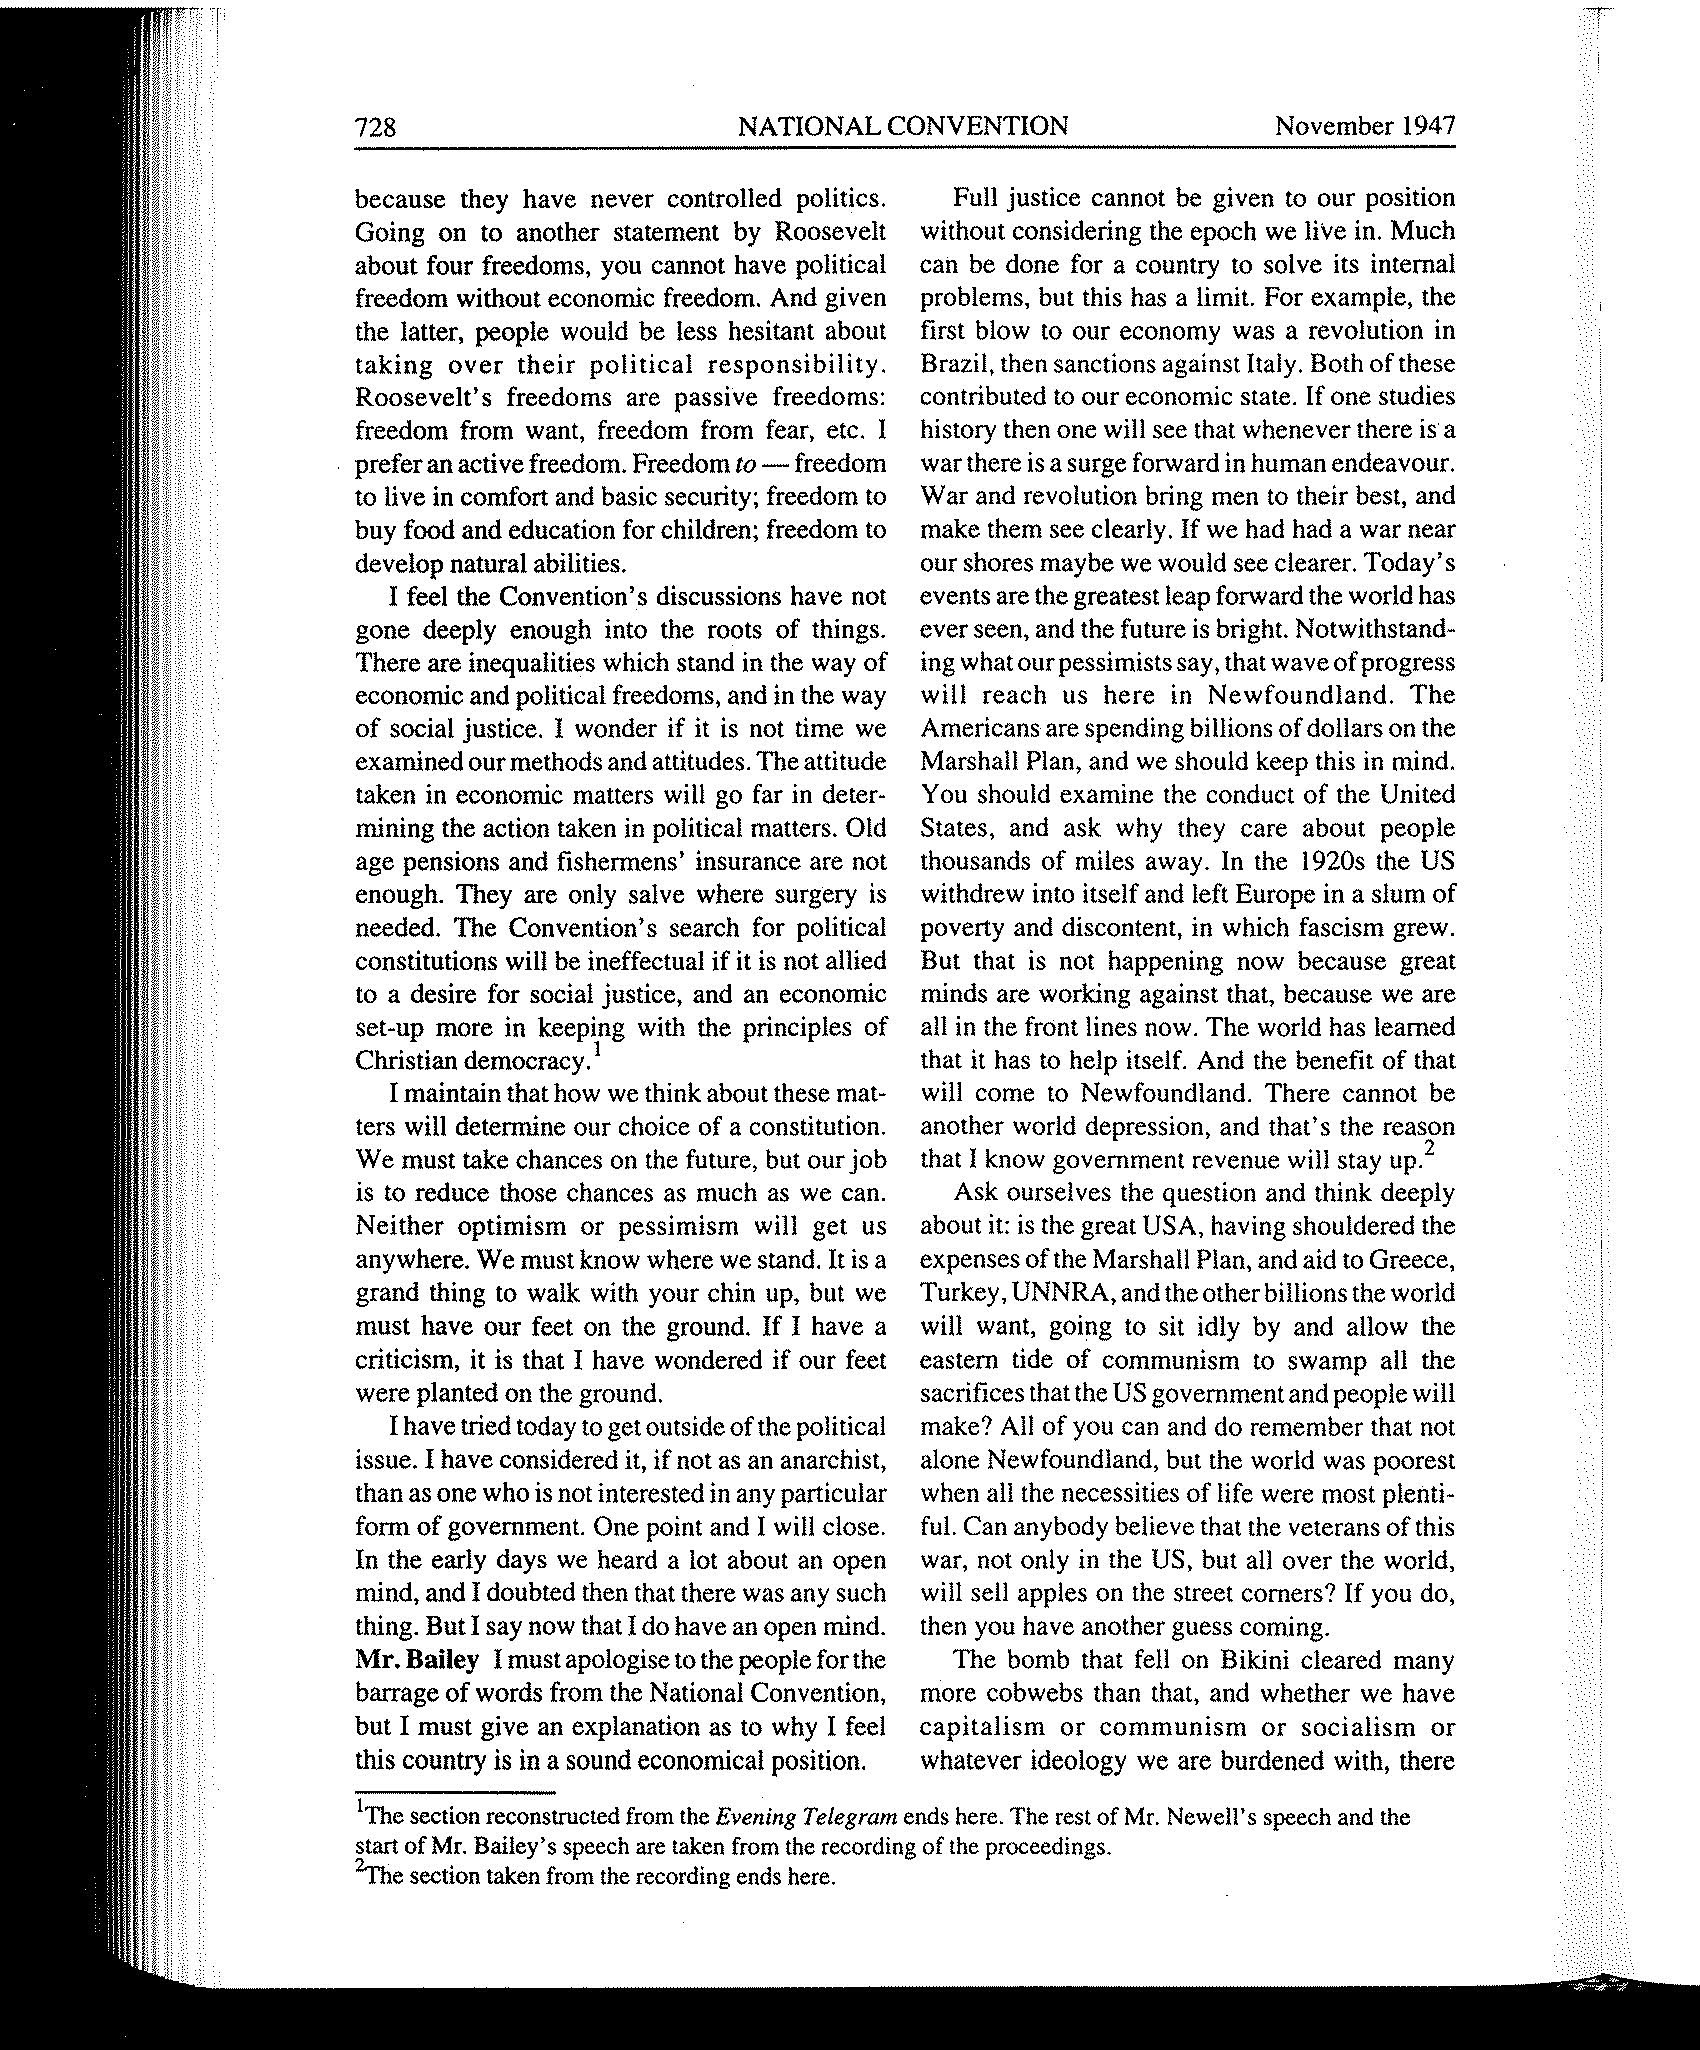 728 NATIONAL CONVENTION November 1947
because they have never controlled politics.
Going on to another statement by Roosevelt
about four freedoms, you cannot have political
freedom without economic freedom. And given
the latter, people would be less hesitant about
taking over their political responsibility.
Roosevelt's freedoms are passive freedoms:
freedom from want, freedom from fear, etc. I
prefer an active freedom. Freedom to — freedom
to live in comfort and basic security; freedom to
buy food and education for children; freedom to
develop natural abilities.
I feel the Convention's discussions have not
gone deeply enough into the roots of things.
There are inequalities which stand in the way of
economic and political freedoms, and in the way
of social justice. I wonder if it is not time we
examined our methods and attitudes. The attitude
taken in economic matters will go far in deter-
mining the action taken in political matters. Old
age pensions and fishermens' insurance are not
enough. They are only salve where surgery is
needed. The Convention's search for political
constitutions will be ineffectual if it is not allied
to a desire for social justice, and an economic
set-up more in keeping with the principles of
Christian democracy.1
I maintain that how we think about these mat-
ters will determine our choice of a constitution.
We must take chances on the future, but our job
is to reduce those chances as much as we can.
Neither optimism or pessimism will get us
anywhere. We must know where we stand. It is a
grand thing to walk with your chin up, but we
must have our feet on the ground. If I have a
criticism, it is that I have wondered if our feet
were planted on the ground.
I have tried today to get outside of the political
issue. I have considered it, if not as an anarchist,
than as one who is not interested in any particular
form of government. One point and I will close.
In the early days we heard a lot about an open
mind, and I doubted then that there was any such
thing. But I say now that I do have an open mind.
Mr. Bailey I must apologise to the people for the
barrage of words from the National Convention,
but I must give an explanation as to why I feel
this country is in a sound economical position.
Full justice cannot be given to our position
without considering the epoch we live in. Much
can be done for a country to solve its internal
problems, but this has a limit. For example, the
first blow to our economy was a revolution in
Brazil, then sanctions against Italy. Both of these
contributed to our economic state. If one studies
history then one will see that whenever there is a
war there is a surge forward in human endeavour.
War and revolution bring men to their best, and
make them see clearly. If we had had a war near
our shores maybe we would see clearer. Today's
events are the greatest leap forward the world has
ever seen, and the future is bright. Notwithstand-
ing what our pessimists say, that wave of progress
will reach us here in Newfoundland. The
Americans are spending billions of dollars on the
Marshall Plan, and we should keep this in mind.
You should examine the conduct of the United
States, and ask why they care about people
thousands of miles away. In the 1920s the US
withdrew into itself and left Europe in a slum of
poverty and discontent, in which fascism grew.
But that is not happening now because great
minds are working against that, because we are
all in the front lines now. The world has learned
that it has to help itself. And the benefit of that
will come to Newfoundland. There cannot be
another world depression, and that's the reason
that I know government revenue will stay up.2
Ask ourselves the question and think deeply
about it: is the great USA, having shouldered the
expenses of the Marshall Plan, and aid to Greece,
Turkey, UNNRA, and the other billions the world
will want, going to sit idly by and allow the
eastern tide of communism to swamp all the
sacrifices that the US government and people will
make? All of you can and do remember that not
alone Newfoundland, but the world was poorest
when all the necessities of life were most plenti-
ful. Can anybody believe that the veterans of this
war, not only in the US, but all over the world,
will sell apples on the street corners? If you do,
then you have another guess coming.
The bomb that fell on Bikini cleared many
more cobwebs than that, and whether we have
capitalism or communism or socialism or
whatever ideology we are burdened with, there
1The section reconstructed from the Evening Telegram ends here. The rest of Mr. Newell's speech and the
start of Mr. Bailey's speech are taken from the recording of the proceedings.
2The section taken from the recording ends here.